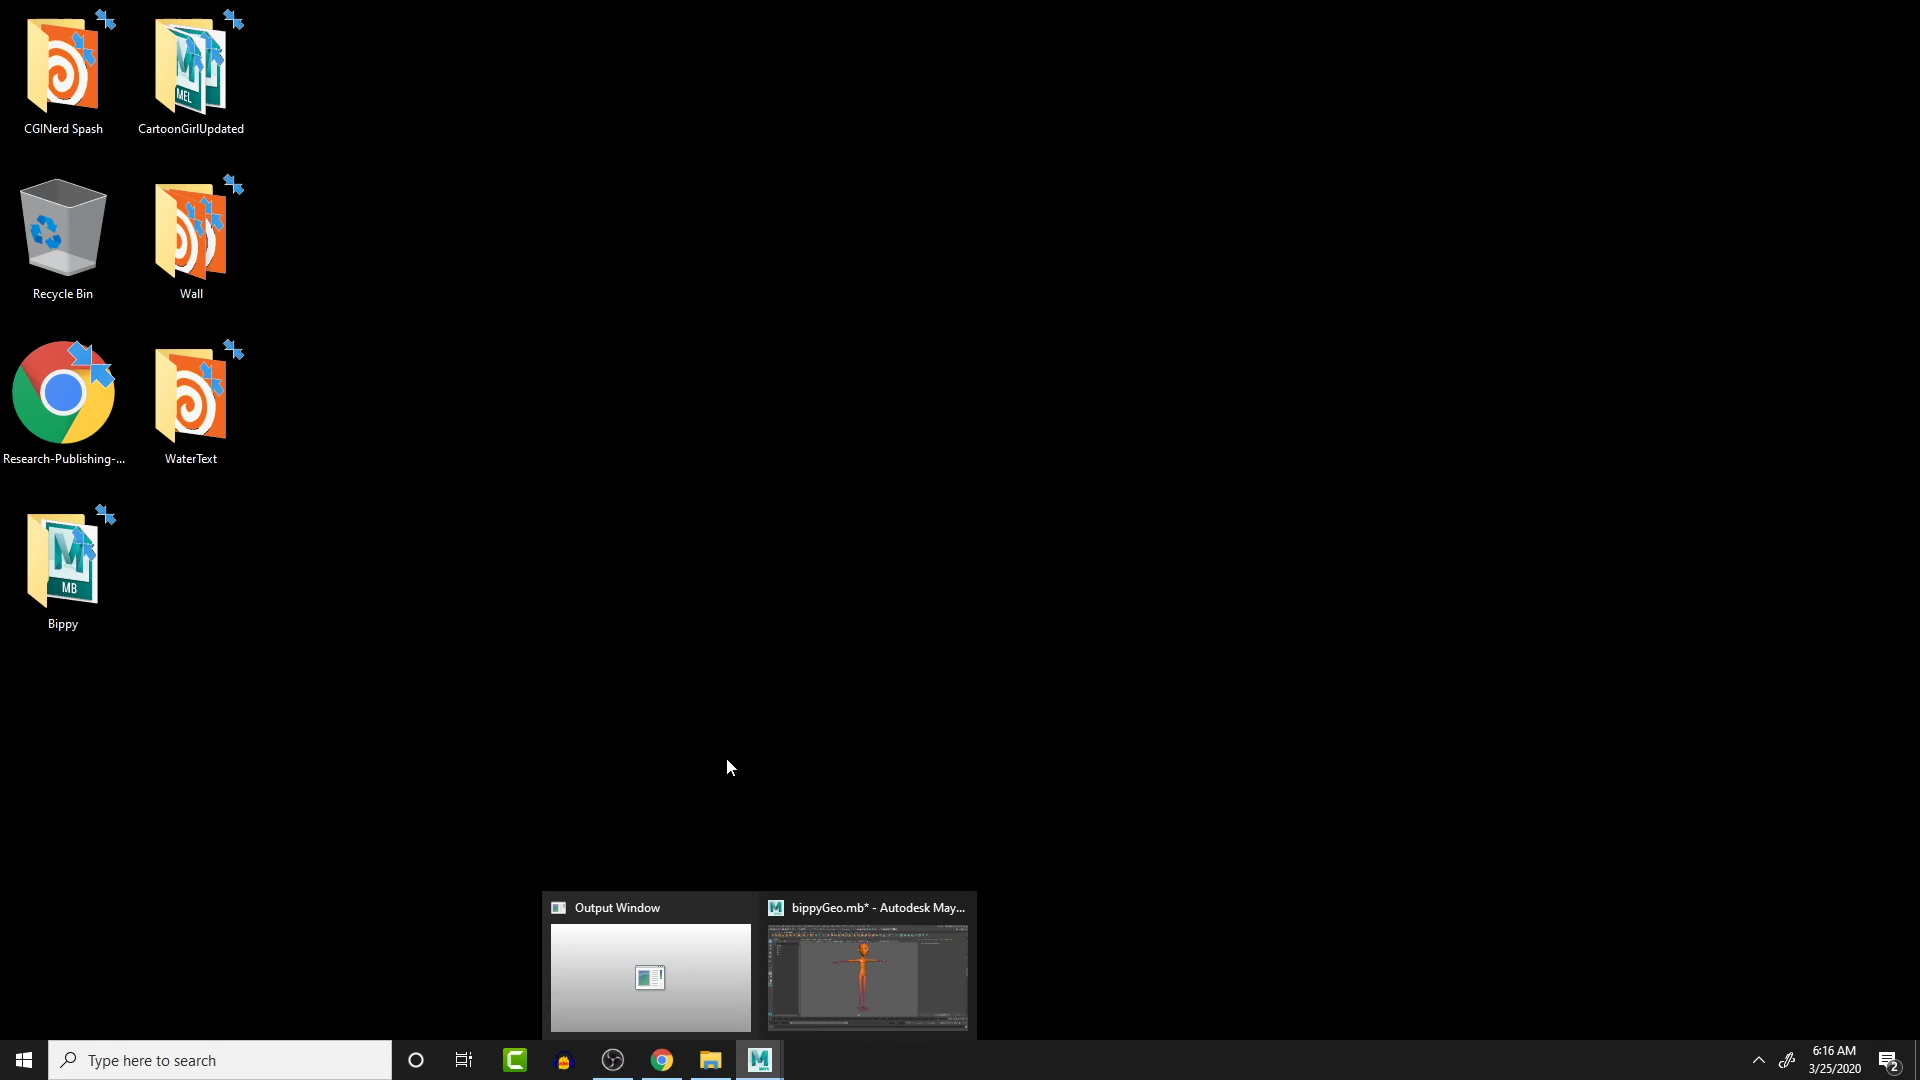 CGINerd Spash
CartoonGirlUpdated
MEL
Recycle Bin
Wall
Research-Publishing-...
WaterText
MB
Bippy
Output Window
bippyGeo.mb* - Autodesk May...
Type here to search
6:16 AM
3/25/2020
2